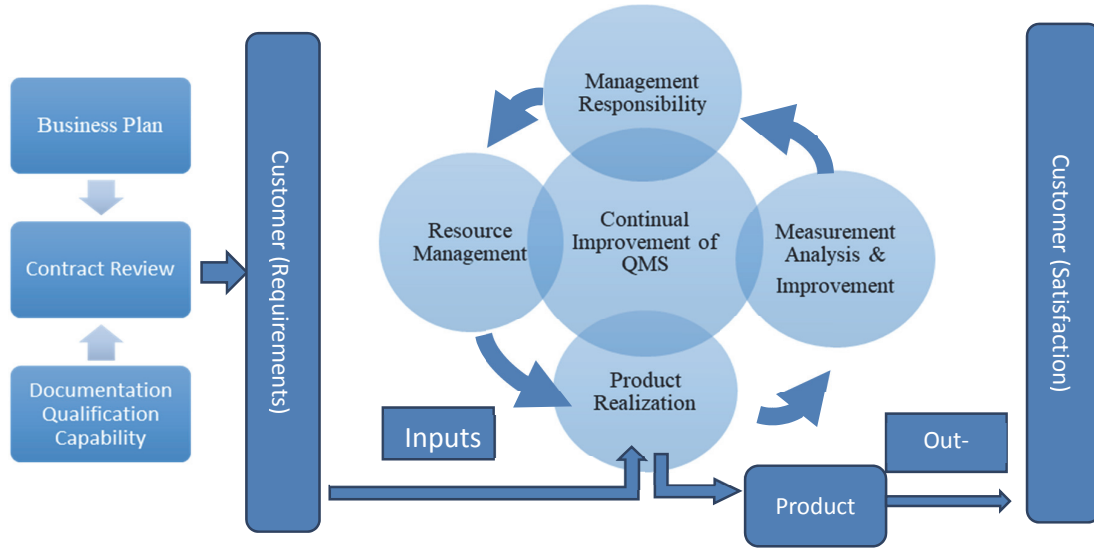 Business Plan
Contract Review
Documentation
Qualification
Capability
Customer (Requirements)
Management
Responsibility
Resource
Management
Continual
Improvement of
QMS
Measurement
Analysis &
Improvement
Product
Realization
Inputs
Product
Out-
Customer (Satisfaction)